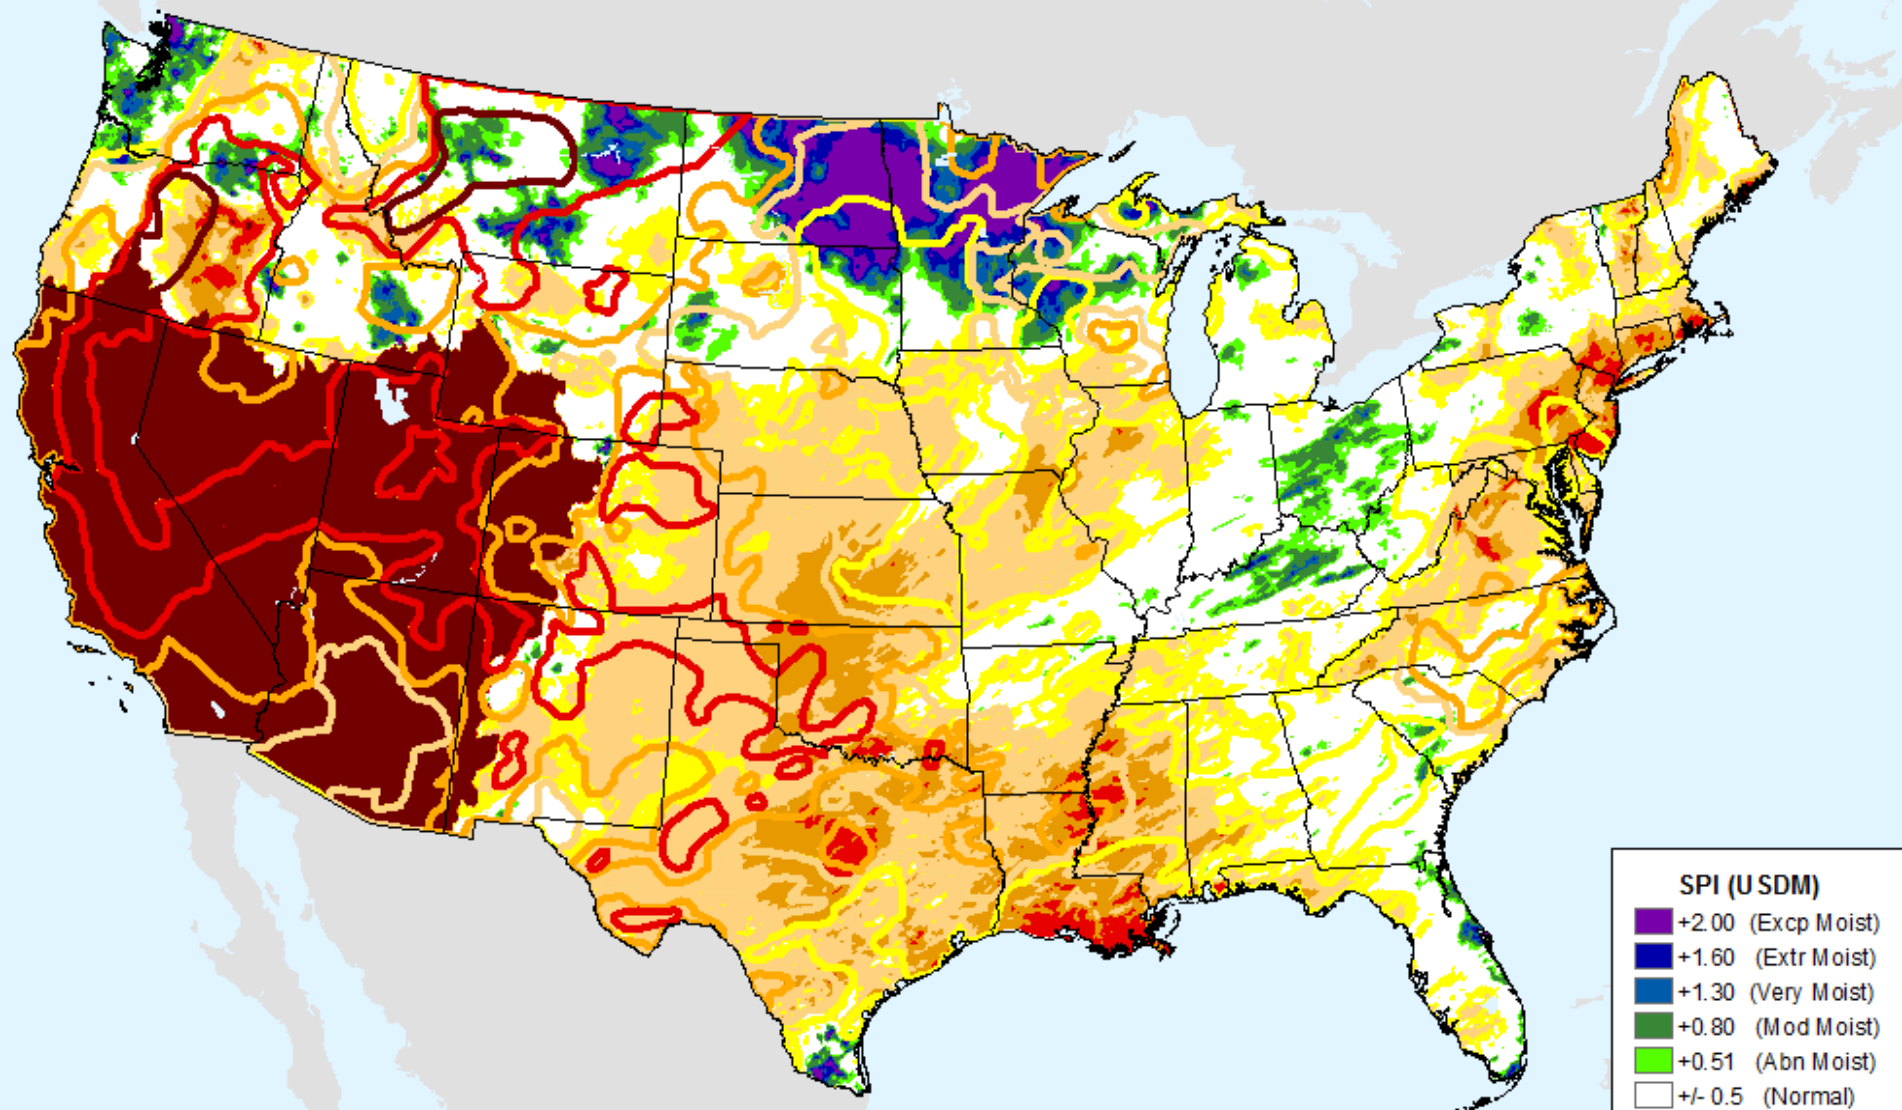 SPI (USDM)
+2.00 (Excp Moist)
+1.60 (Extr Moist)
+1.30 (Very Moist)
+0.80 (Mod Moist)
+0.51 (Abn Moist)
+/- 0.5 (Normal)